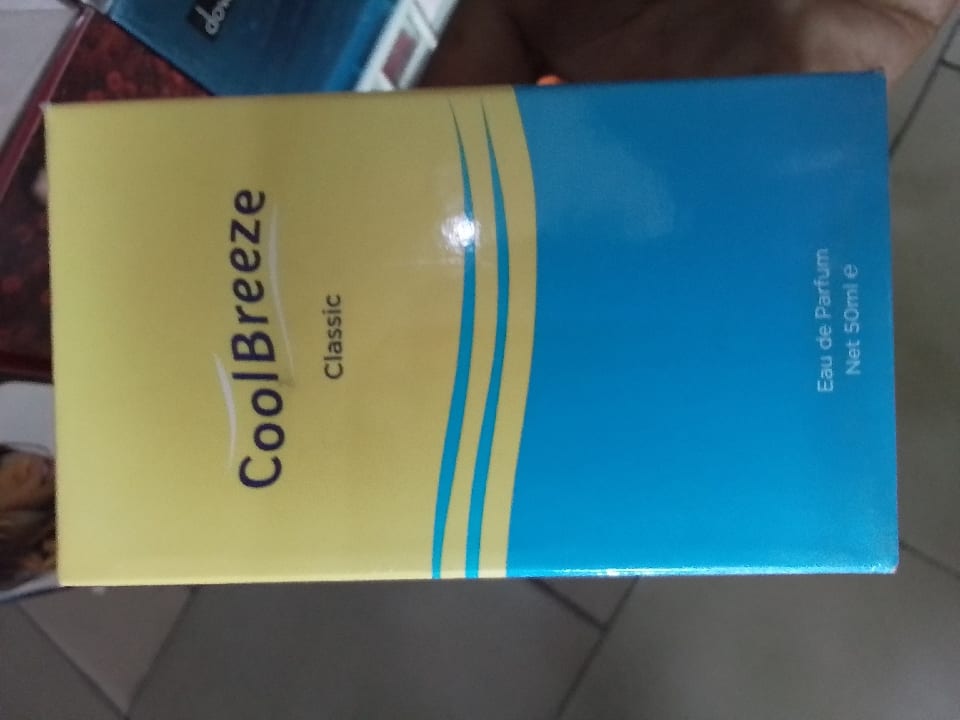 CoolBreeze
Classic
Eau de Parfum
Net 50ml e